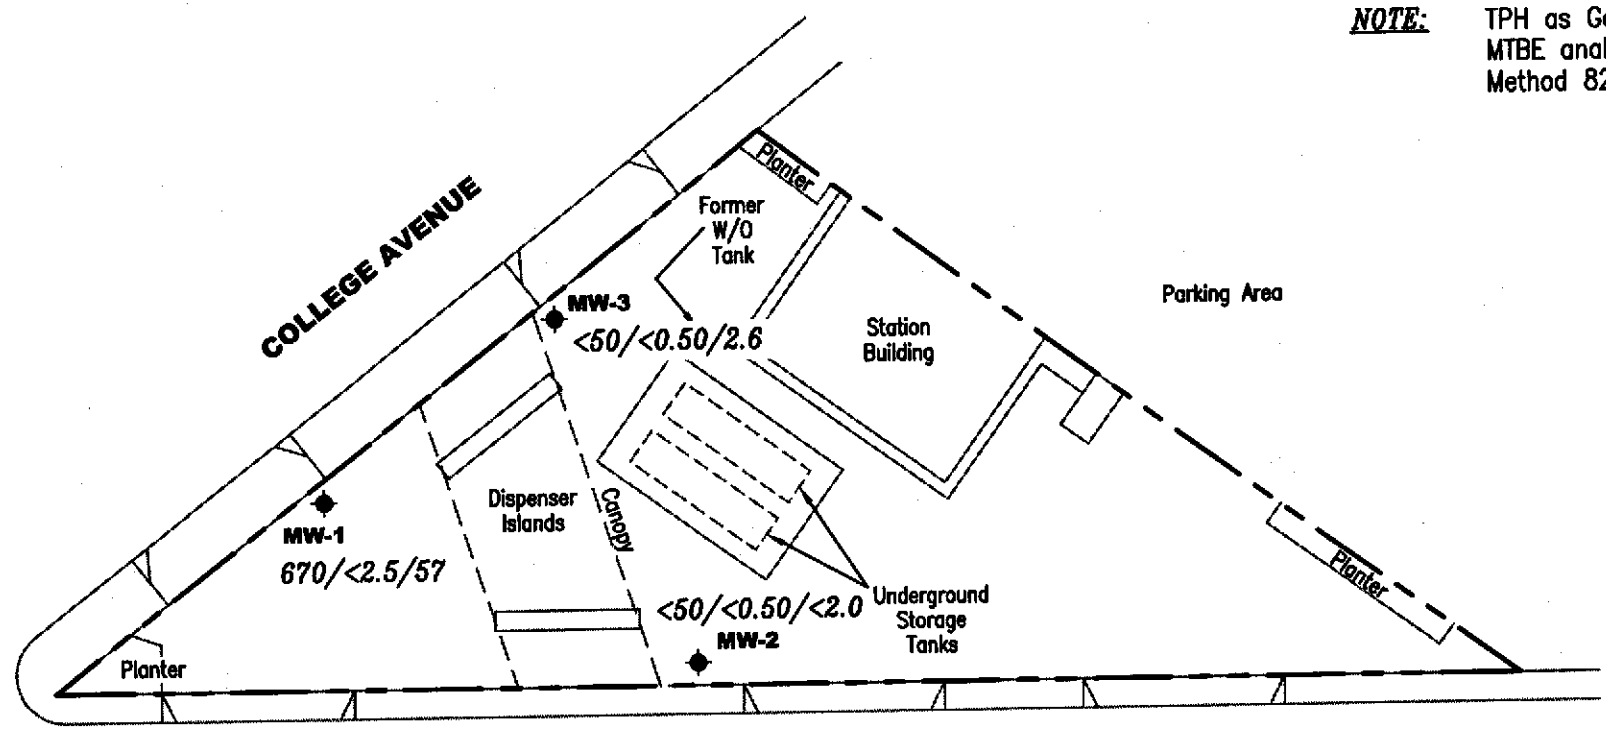 NOTE:
TPH as G
MTBE anal
Method 82
COLLEGE AVENUE
Planter
Former
W/O
Tank
MW-3
<50/<0.50/2.6
Station
Building
Parking Area
Dispenser
Islands
Canopy
MW-1
670/<2.5/57
<50/<0.50/<2.0
MW-2
Underground
Storage
Tanks
Planter
Planter